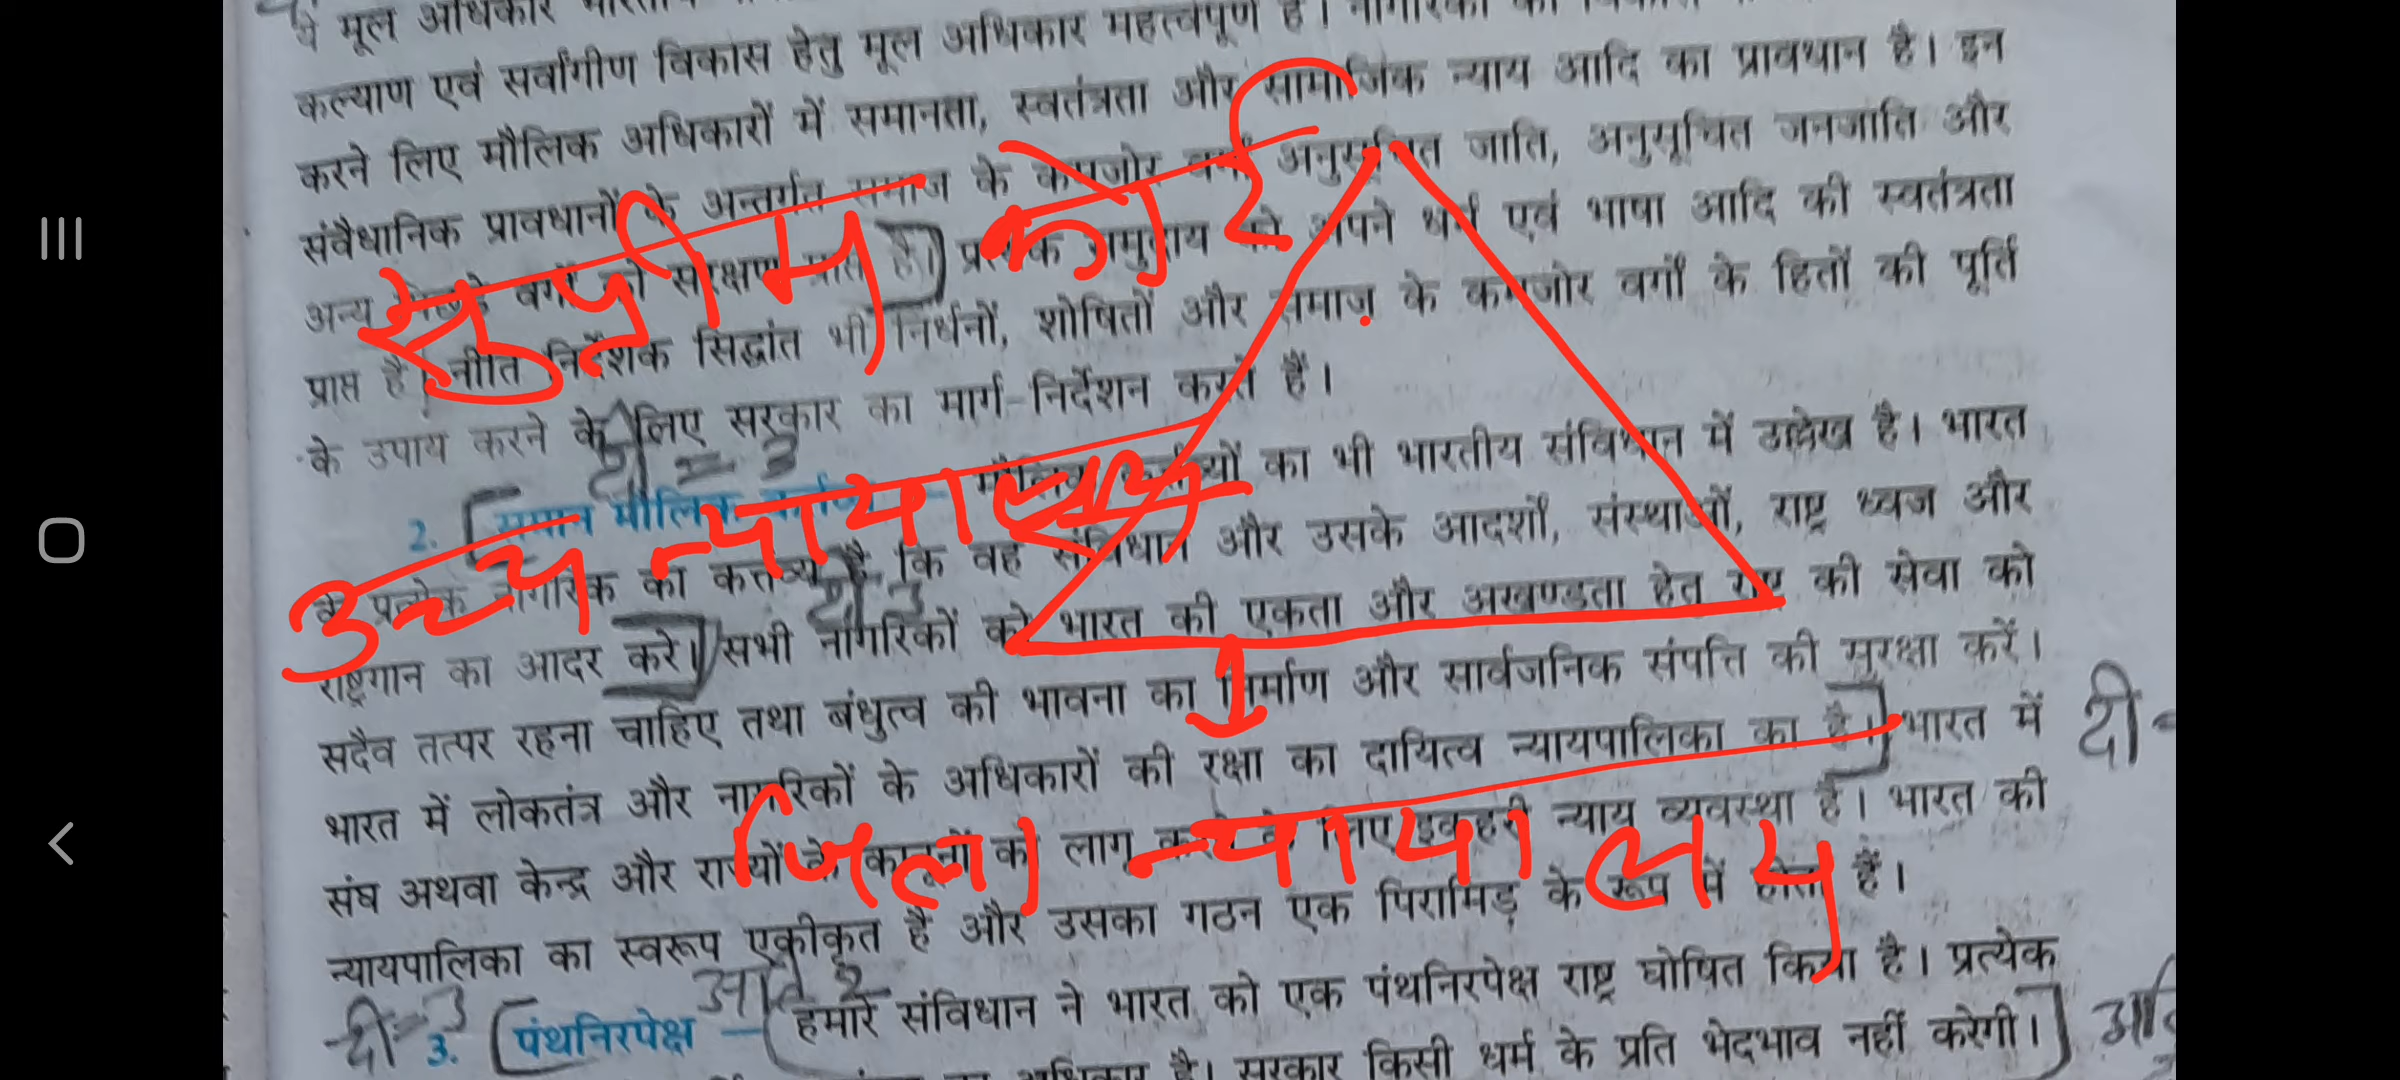 ये मूल अधिकार
कल्याण एवं सर्वांगीण विकास हेतु मूल अधिकार महत्वपूर्ण है।
करने लिए मौलिक अधिकारों में समानता, स्वतंत्रता और सामाजिक न्याय आदि का प्रावधान है। इन
संवैधानिक प्रावधानों के अन्तर्गत समाज के कमजोर अनुसूचित जाति, अनुसूचित जनजाति और
अन्य वर्गों को संरक्षण प्राप्त है। प्रत्येक समुदाय को अपने धर्म एवं भाषा आदि की स्वतंत्रता
प्राप्त है। नीति निर्देशक सिद्धांत भी निर्धनों, शोषितों और समाज के कमजोर वर्गों के हितों की पूर्ति
के उपाय करने के लिए सरकार का मार्ग-निर्देशन करते हैं।
सुप्रीम कोर्ट
दी = 3
2. समान मौलिक कर्तव्य – मौलिक कर्तव्यों का भी भारतीय संविधान में उल्लेख है। भारत
के प्रत्येक नागरिक का कर्त्तव्य है कि वह संविधान और उसके आदर्शों, संस्थाओं, राष्ट्र ध्वज और
उच्च न्यायालय
राष्ट्रगान का आदर करे। सभी नागरिकों को भारत की एकता और अखण्डता हेतु राष्ट्र की सेवा को
सदैव तत्पर रहना चाहिए तथा बंधुत्व की भावना का निर्माण और सार्वजनिक संपत्ति की सुरक्षा करें।
भारत में लोकतंत्र और नागरिकों के अधिकारों की रक्षा का दायित्व न्यायपालिका का है। भारत में
दी
संघ अथवा केन्द्र और राज्यों के कानूनों को लागू करने के लिए इकहरी न्याय व्यवस्था है। भारत की
जिला न्यायालय
न्यायपालिका का स्वरूप एकीकृत है और उसका गठन एक पिरामिड़ के रूप में होता है।
दी = 3
3. पंथनिरपेक्ष – हमारे संविधान ने भारत को एक पंथनिरपेक्ष राष्ट्र घोषित किया है। प्रत्येक
अधिकार है। सरकार किसी धर्म के प्रति भेदभाव नहीं करेगी।